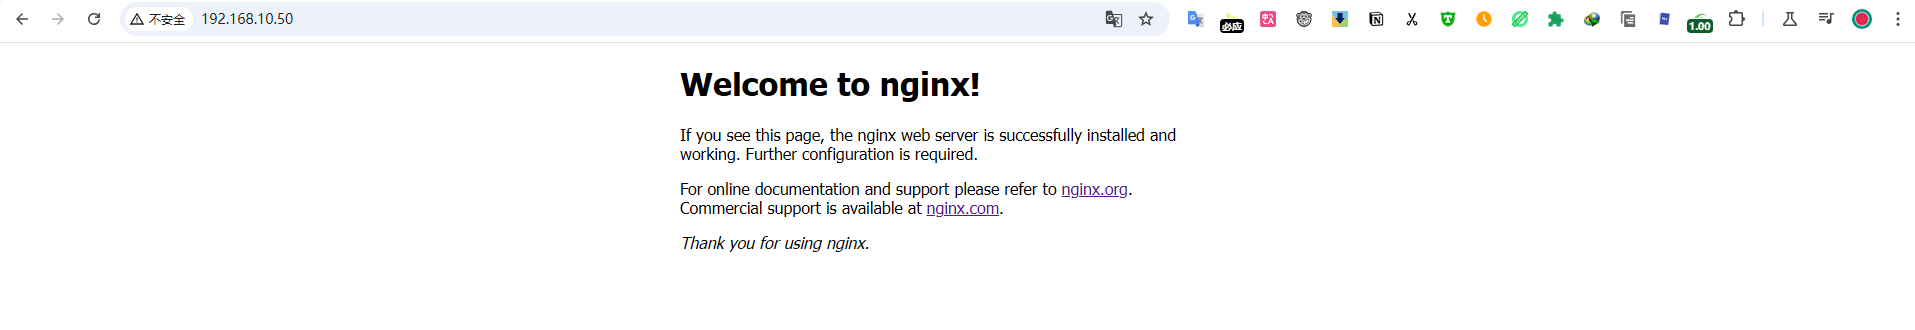 不安全 192.168.10.50
必应
1.00
Welcome to nginx!
If you see this page, the nginx web server is successfully installed and
working. Further configuration is required.
For online documentation and support please refer to nginx.org.
Commercial support is available at nginx.com.
Thank you for using nginx.